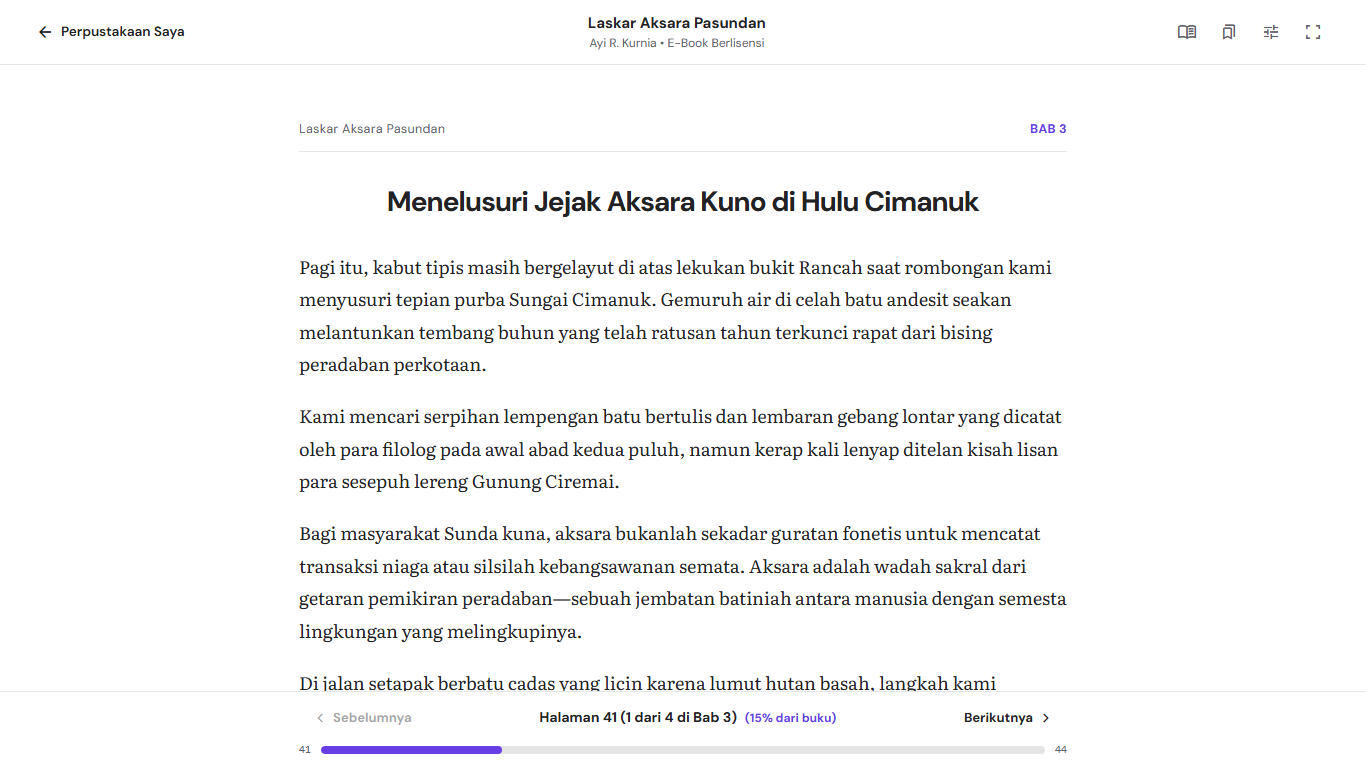 Perpustakaan Saya
Laskar Aksara Pasundan
Ayi R. Kurnia • E-Book Berlisensi
Laskar Aksara Pasundan
BAB 3
Menelusuri Jejak Aksara Kuno di Hulu Cimanuk
Pagi itu, kabut tipis masih bergelayut di atas lekukan bukit Rancah saat rombongan kami
menyusuri tepian purba Sungai Cimanuk. Gemuruh air di celah batu andesit seakan
melantunkan tembang buhun yang telah ratusan tahun terkunci rapat dari bising
peradaban perkotaan.
Kami mencari serpihan lempengan batu bertulis dan lembaran gebang lontar yang dicatat
oleh para filolog pada awal abad kedua puluh, namun kerap kali lenyap ditelan kisah lisan
para sesepuh lereng Gunung Ciremai.
Bagi masyarakat Sunda kuna, aksara bukanlah sekadar guratan fonetis untuk mencatat
transaksi niaga atau silsilah kebangsawanan semata. Aksara adalah wadah sakral dari
getaran pemikiran peradaban—sebuah jembatan batiniah antara manusia dengan semesta
lingkungan yang melingkupinya.
Di jalan setapak berbatu cadas yang licin karena lumut hutan basah, langkah kami
Sebelumnya
Halaman 41 (1 dari 4 di Bab 3) (15% dari buku)
Berikutnya
41
44